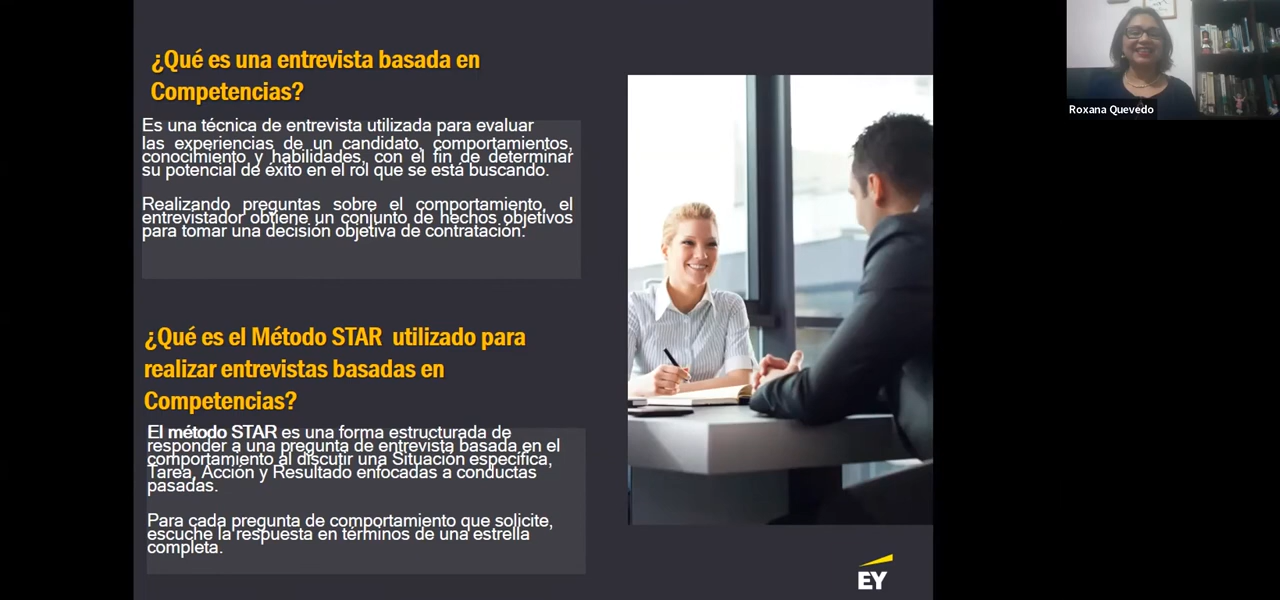 ¿Qué es una entrevista basada en
Competencias?
Es una técnica de entrevista utilizada para evaluar
las experiencias de un candidato, comportamientos,
conocimiento y habilidades, con el fin de determinar
su potencial de éxito en el rol que se está buscando.
Realizando preguntas sobre el comportamiento, el
entrevistador obtiene un conjunto de hechos objetivos
para tomar una decisión objetiva de contratación.
¿Qué es el Método STAR utilizado para
realizar entrevistas basadas en
Competencias?
El método STAR es una forma estructurada de
responder a una pregunta de entrevista basada en el
comportamiento al discutir una Situación específica,
Tarea, Acción y Resultado enfocadas a conductas
pasadas.
Para cada pregunta de comportamiento que solicite,
escuche la respuesta en términos de una estrella
completa.
EY
Roxana Quevedo